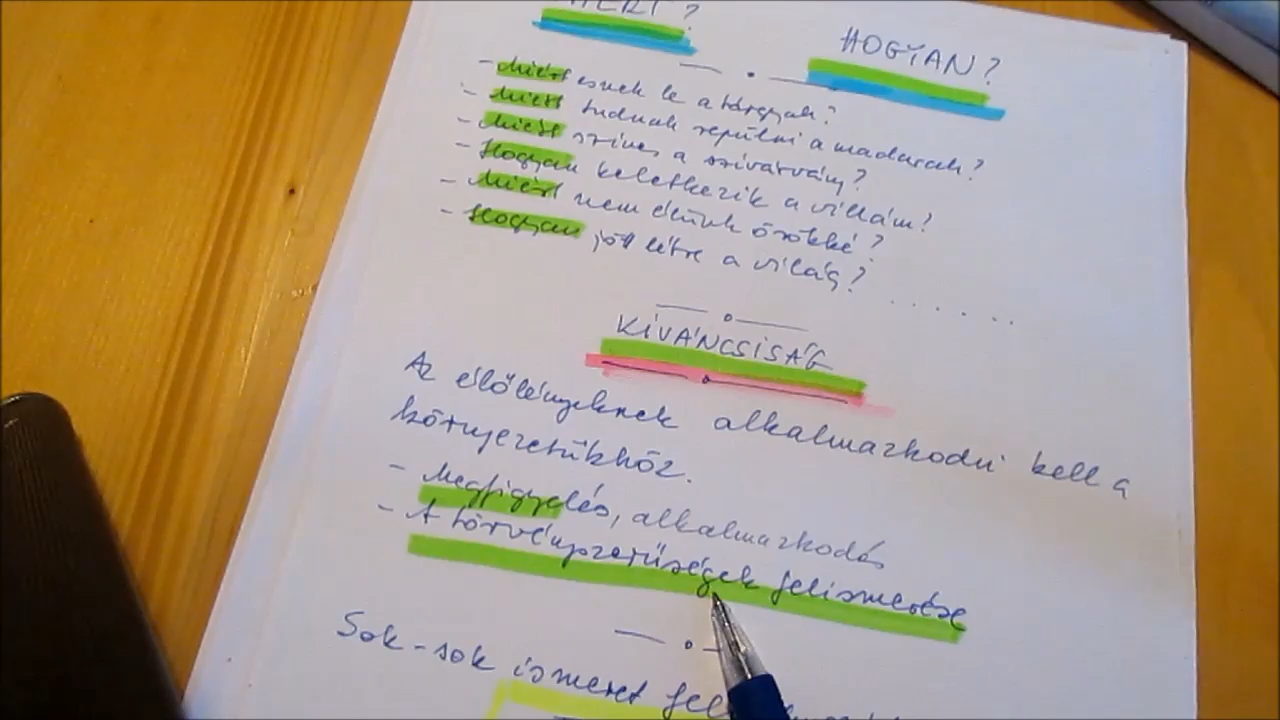 MIÉRT?
HOGYAN?
- Miért esnek le a tárgyak?
- Miért tudnak repülni a madarak?
- Miért színes a szivárvány?
- Hogyan keletkezik a villám?
- Miért nem élünk örökké?
- Hogyan jött létre a világ? .......
KÍVÁNCSISÁG
Az élőlényeknek alkalmazkodni kell a
környezetükhöz.
- Megfigyelés, alkalmazkodás
- A törvényszerűségek felismerése
Sok-sok ismeret